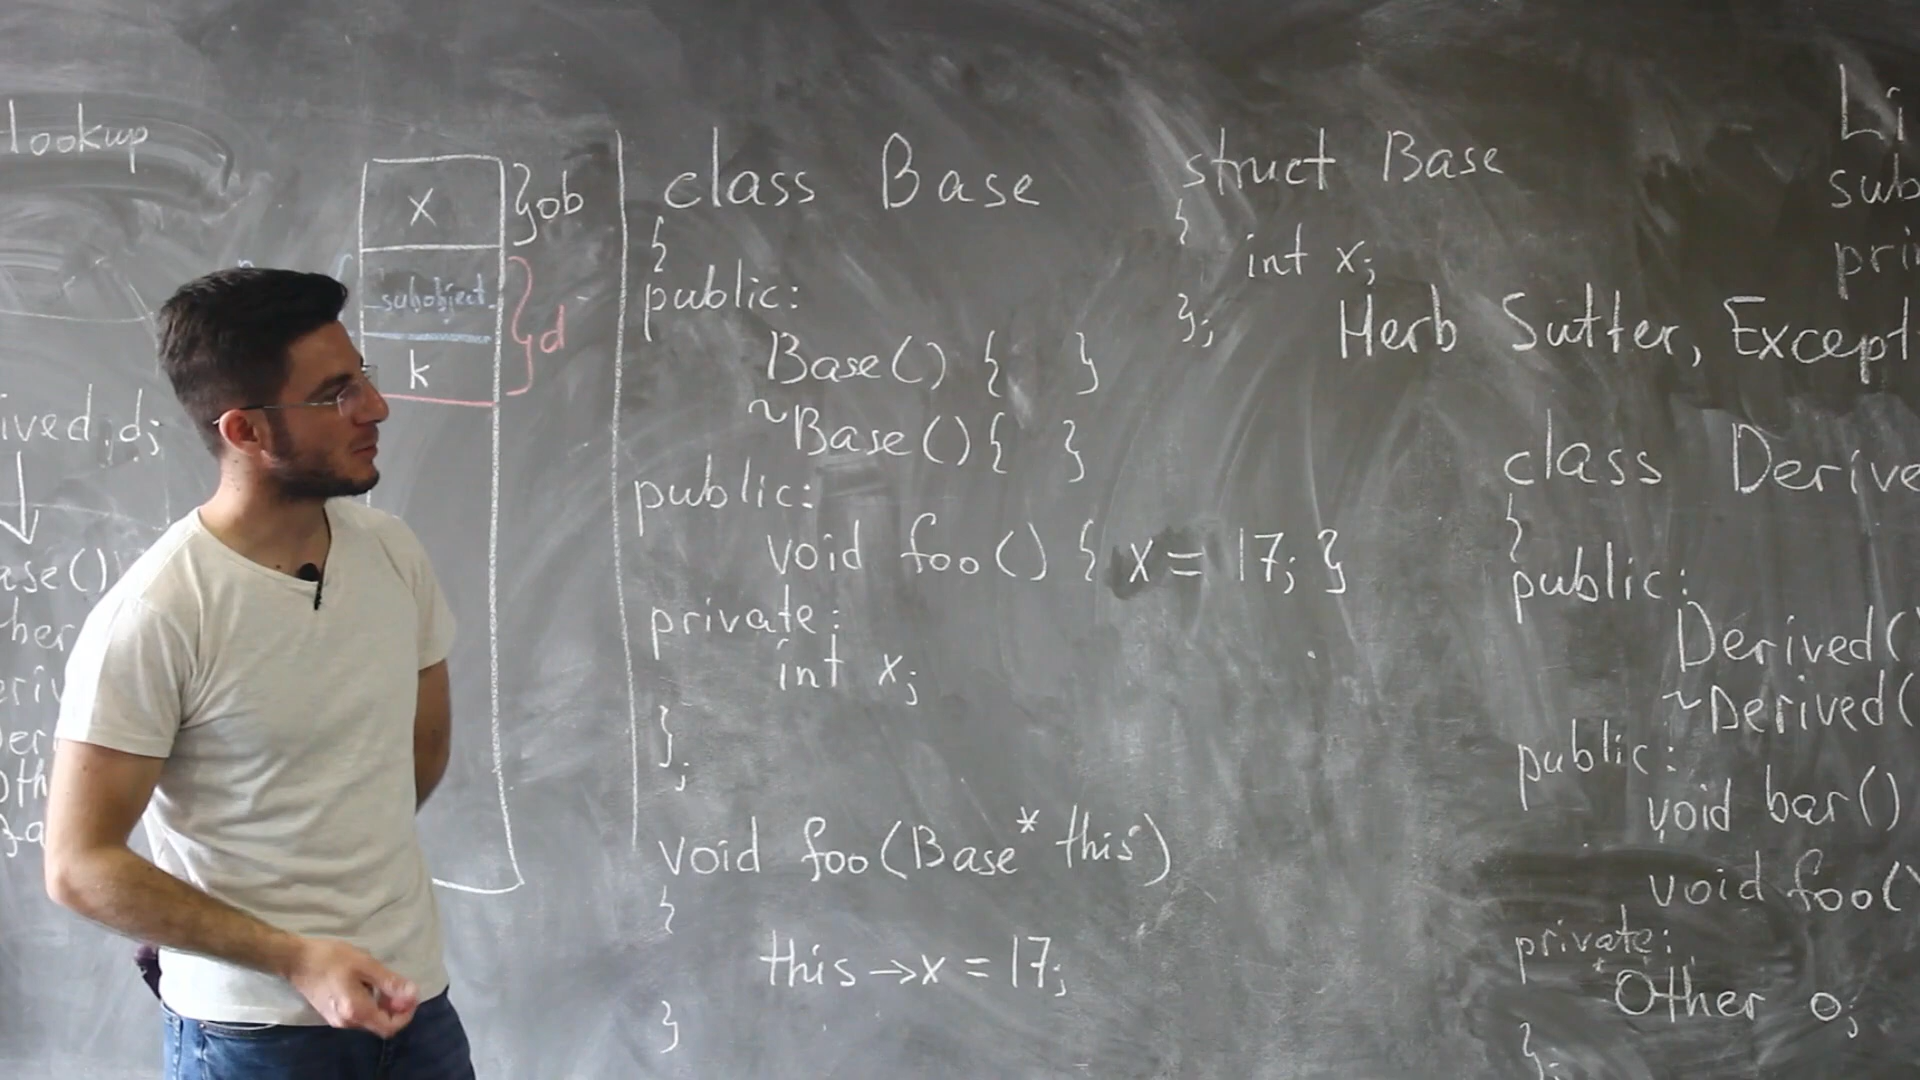 lookup
x }ob
subobject
}d
k
d;
class Base
{
public:
Base() { }
~Base(){ }
public:
void foo() { x = 17; }
private:
int x;
};
void foo(Base* this)
{
this->x = 17;
}
struct Base
{
int x;
};
Li
sub
pri
Herb Sutter, Except
class Derive
{
public:
Derived(
~Derived(
public:
void bar()
void foo(
private:
Other o;
};